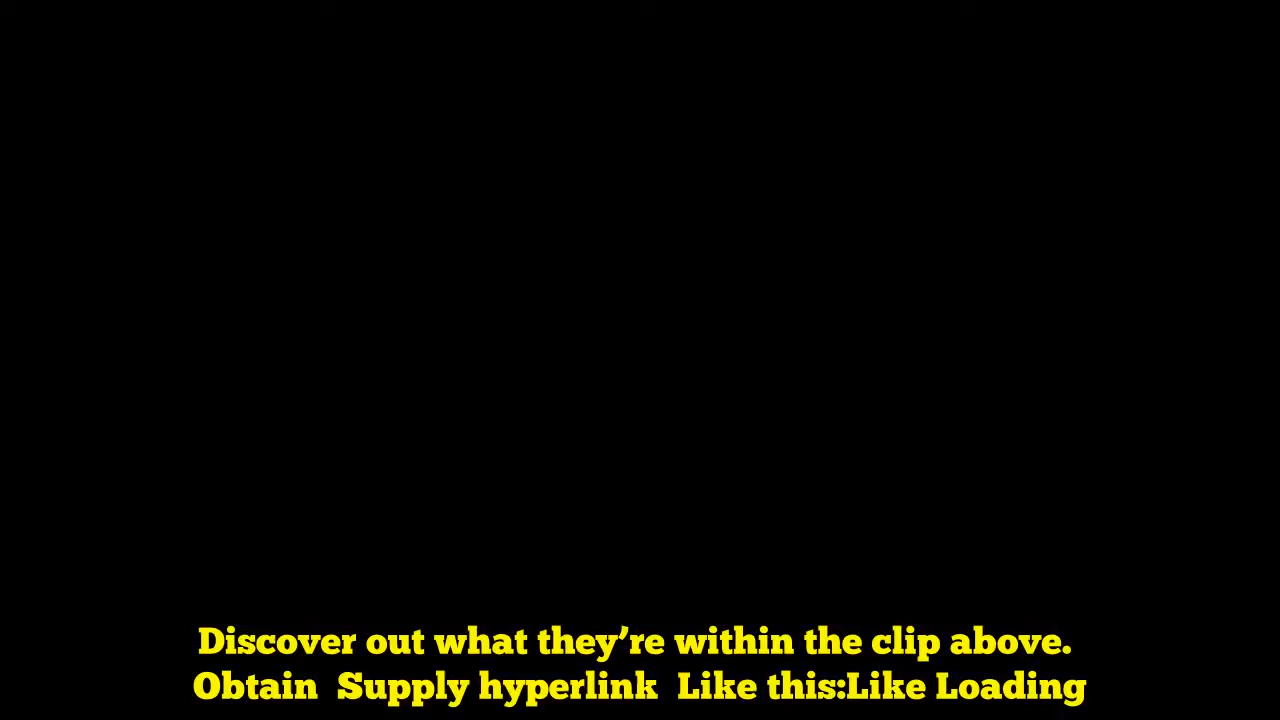 Discover out what they’re within the clip above.
Obtain  Supply hyperlink  Like this:Like Loading